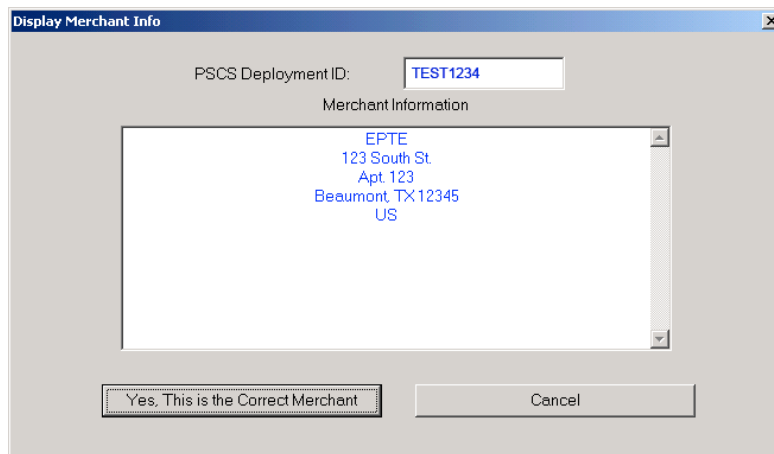 Display Merchant Info
PSCS Deployment ID: TEST1234
Merchant Information
EPTE
123 South St.
Apt. 123
Beaumont, TX 12345
US
Yes, This is the Correct Merchant Cancel